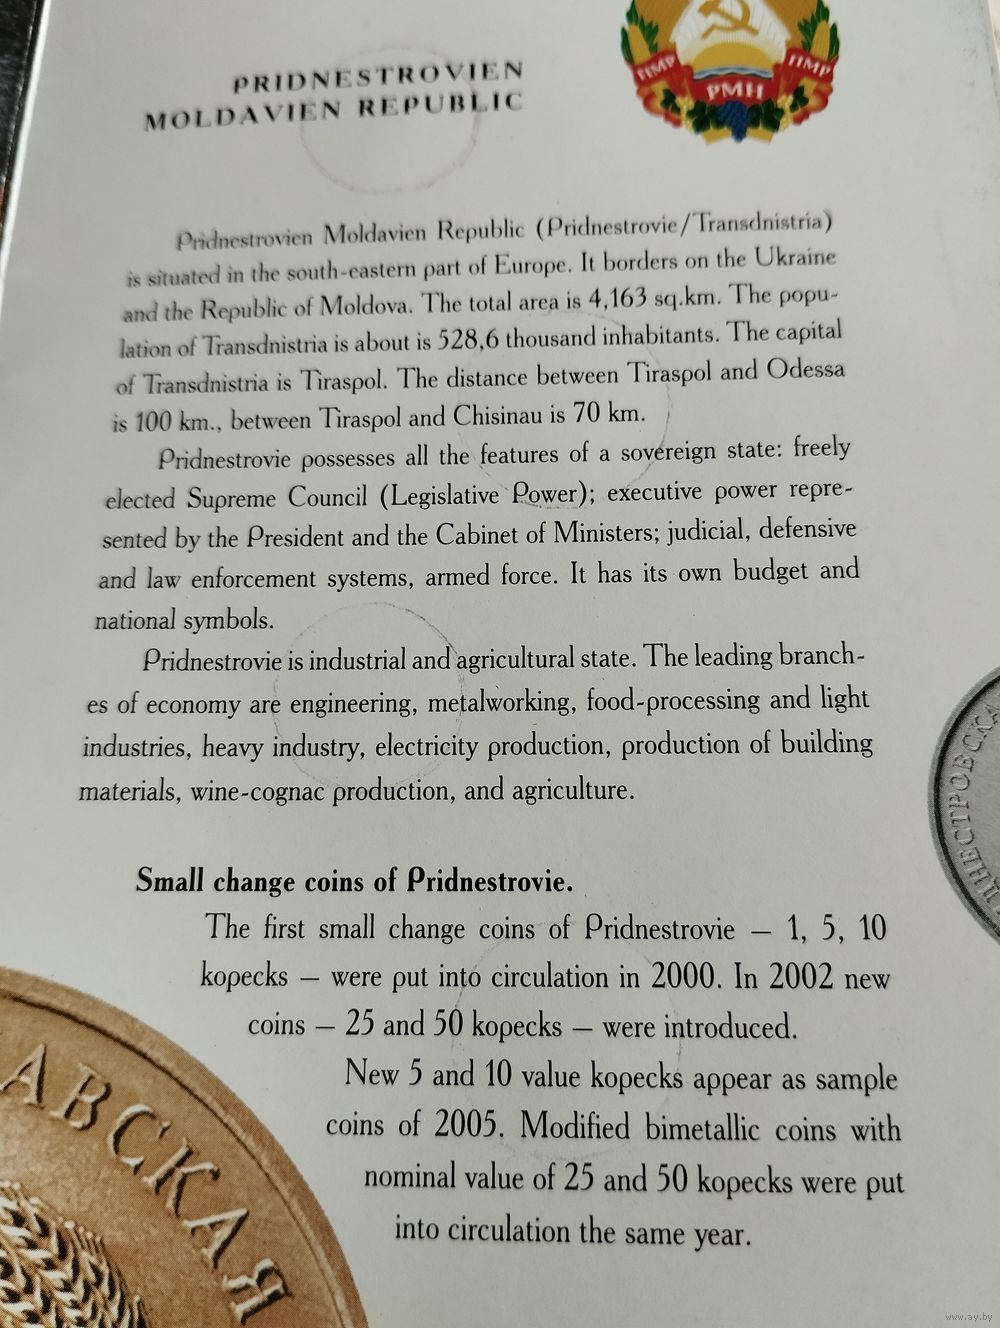 PRIDNESTROVIEN
MOLDAVIEN REPUBLIC
ПМР
ПМР
РМН
Pridnestrovien Moldavien Republic (Pridnestrovie/Transdnistria)
is situated in the south-eastern part of Europe. It borders on the Ukraine
and the Republic of Moldova. The total area is 4,163 sq.km. The popu-
lation of Transdnistria is about is 528,6 thousand inhabitants. The capital
of Transdnistria is Tiraspol. The distance between Tiraspol and Odessa
is 100 km., between Tiraspol and Chisinau is 70 km.
Pridnestrovie possesses all the features of a sovereign state: freely
elected Supreme Council (Legislative Power); executive power repre-
sented by the President and the Cabinet of Ministers; judicial, defensive
and law enforcement systems, armed force. It has its own budget and
national symbols.
Pridnestrovie is industrial and agricultural state. The leading branch-
es of economy are engineering, metalworking, food-processing and light
industries, heavy industry, electricity production, production of building
materials, wine-cognac production, and agriculture.
Small change coins of Pridnestrovie.
The first small change coins of Pridnestrovie – 1, 5, 10
kopecks – were put into circulation in 2000. In 2002 new
coins – 25 and 50 kopecks – were introduced.
New 5 and 10 value kopecks appear as sample
coins of 2005. Modified bimetallic coins with
nominal value of 25 and 50 kopecks were put
into circulation the same year.
ДНЕСТРОВСКА
АВСКАЯ
www.ay.by